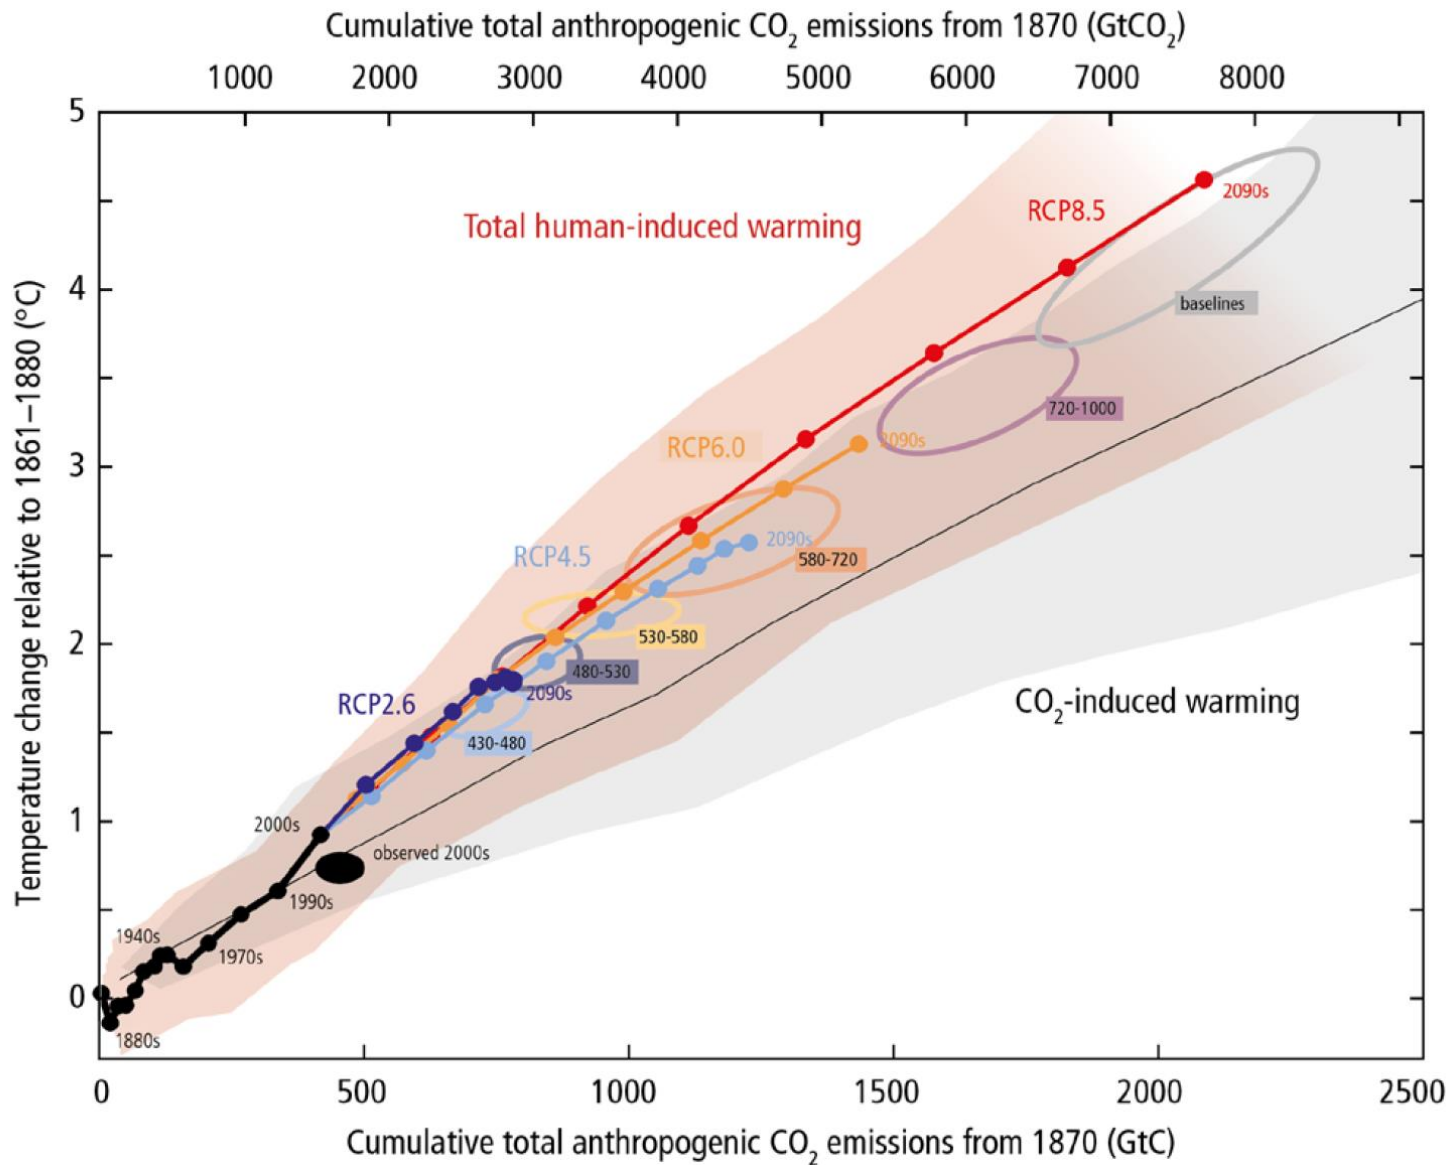 Cumulative total anthropogenic CO₂ emissions from 1870 (GtCO₂)
1000 2000 3000 4000 5000 6000 7000 8000
5
4
3
2
1
0
Temperature change relative to 1861–1880 (°C)
Total human-induced warming
RCP8.5
2090s
baselines
720-1000
RCP6.0
2090s
RCP4.5
2090s
580-720
530-580
480-530
RCP2.6
2090s
CO₂-induced warming
430-480
2000s
observed 2000s
1990s
1940s
1970s
1880s
0 500 1000 1500 2000 2500
Cumulative total anthropogenic CO₂ emissions from 1870 (GtC)